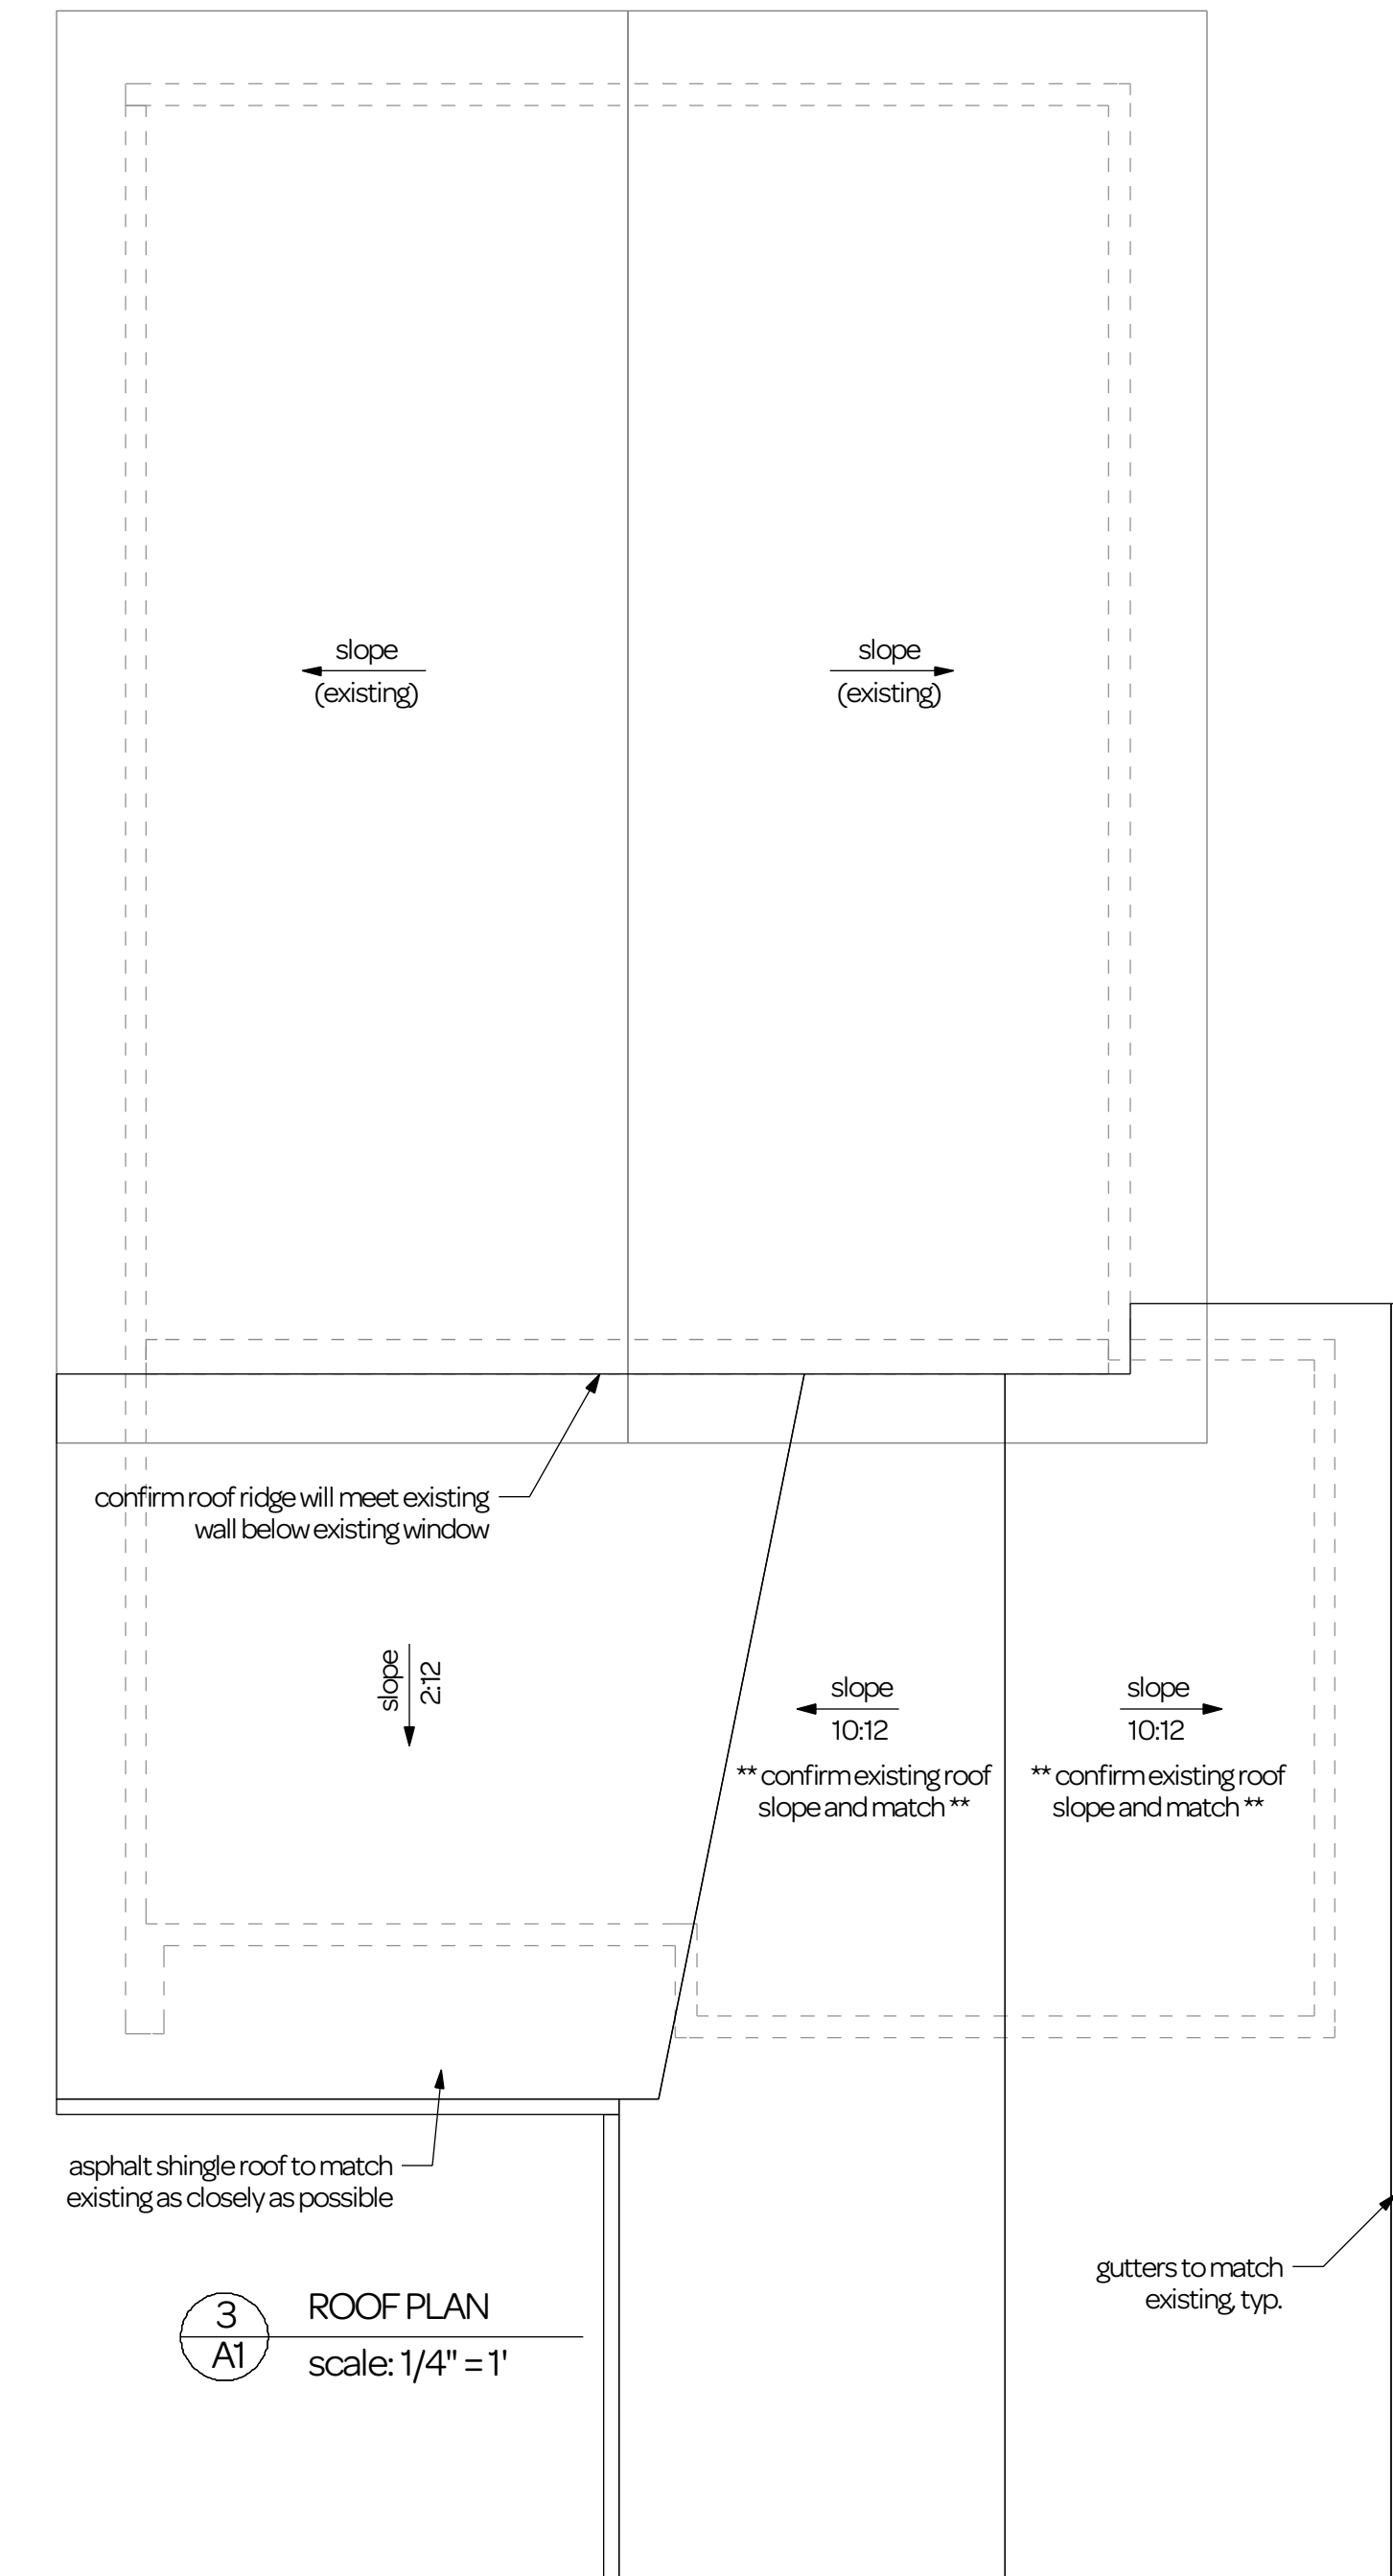 slope
(existing)
slope
(existing)
confirm roof ridge will meet existing
wall below existing window
slope
2:12
slope
10:12
** confirm existing roof
slope and match **
slope
10:12
** confirm existing roof
slope and match **
asphalt shingle roof to match
existing as closely as possible
gutters to match
existing, typ.
3
A1
ROOF PLAN
scale: 1/4" = 1'